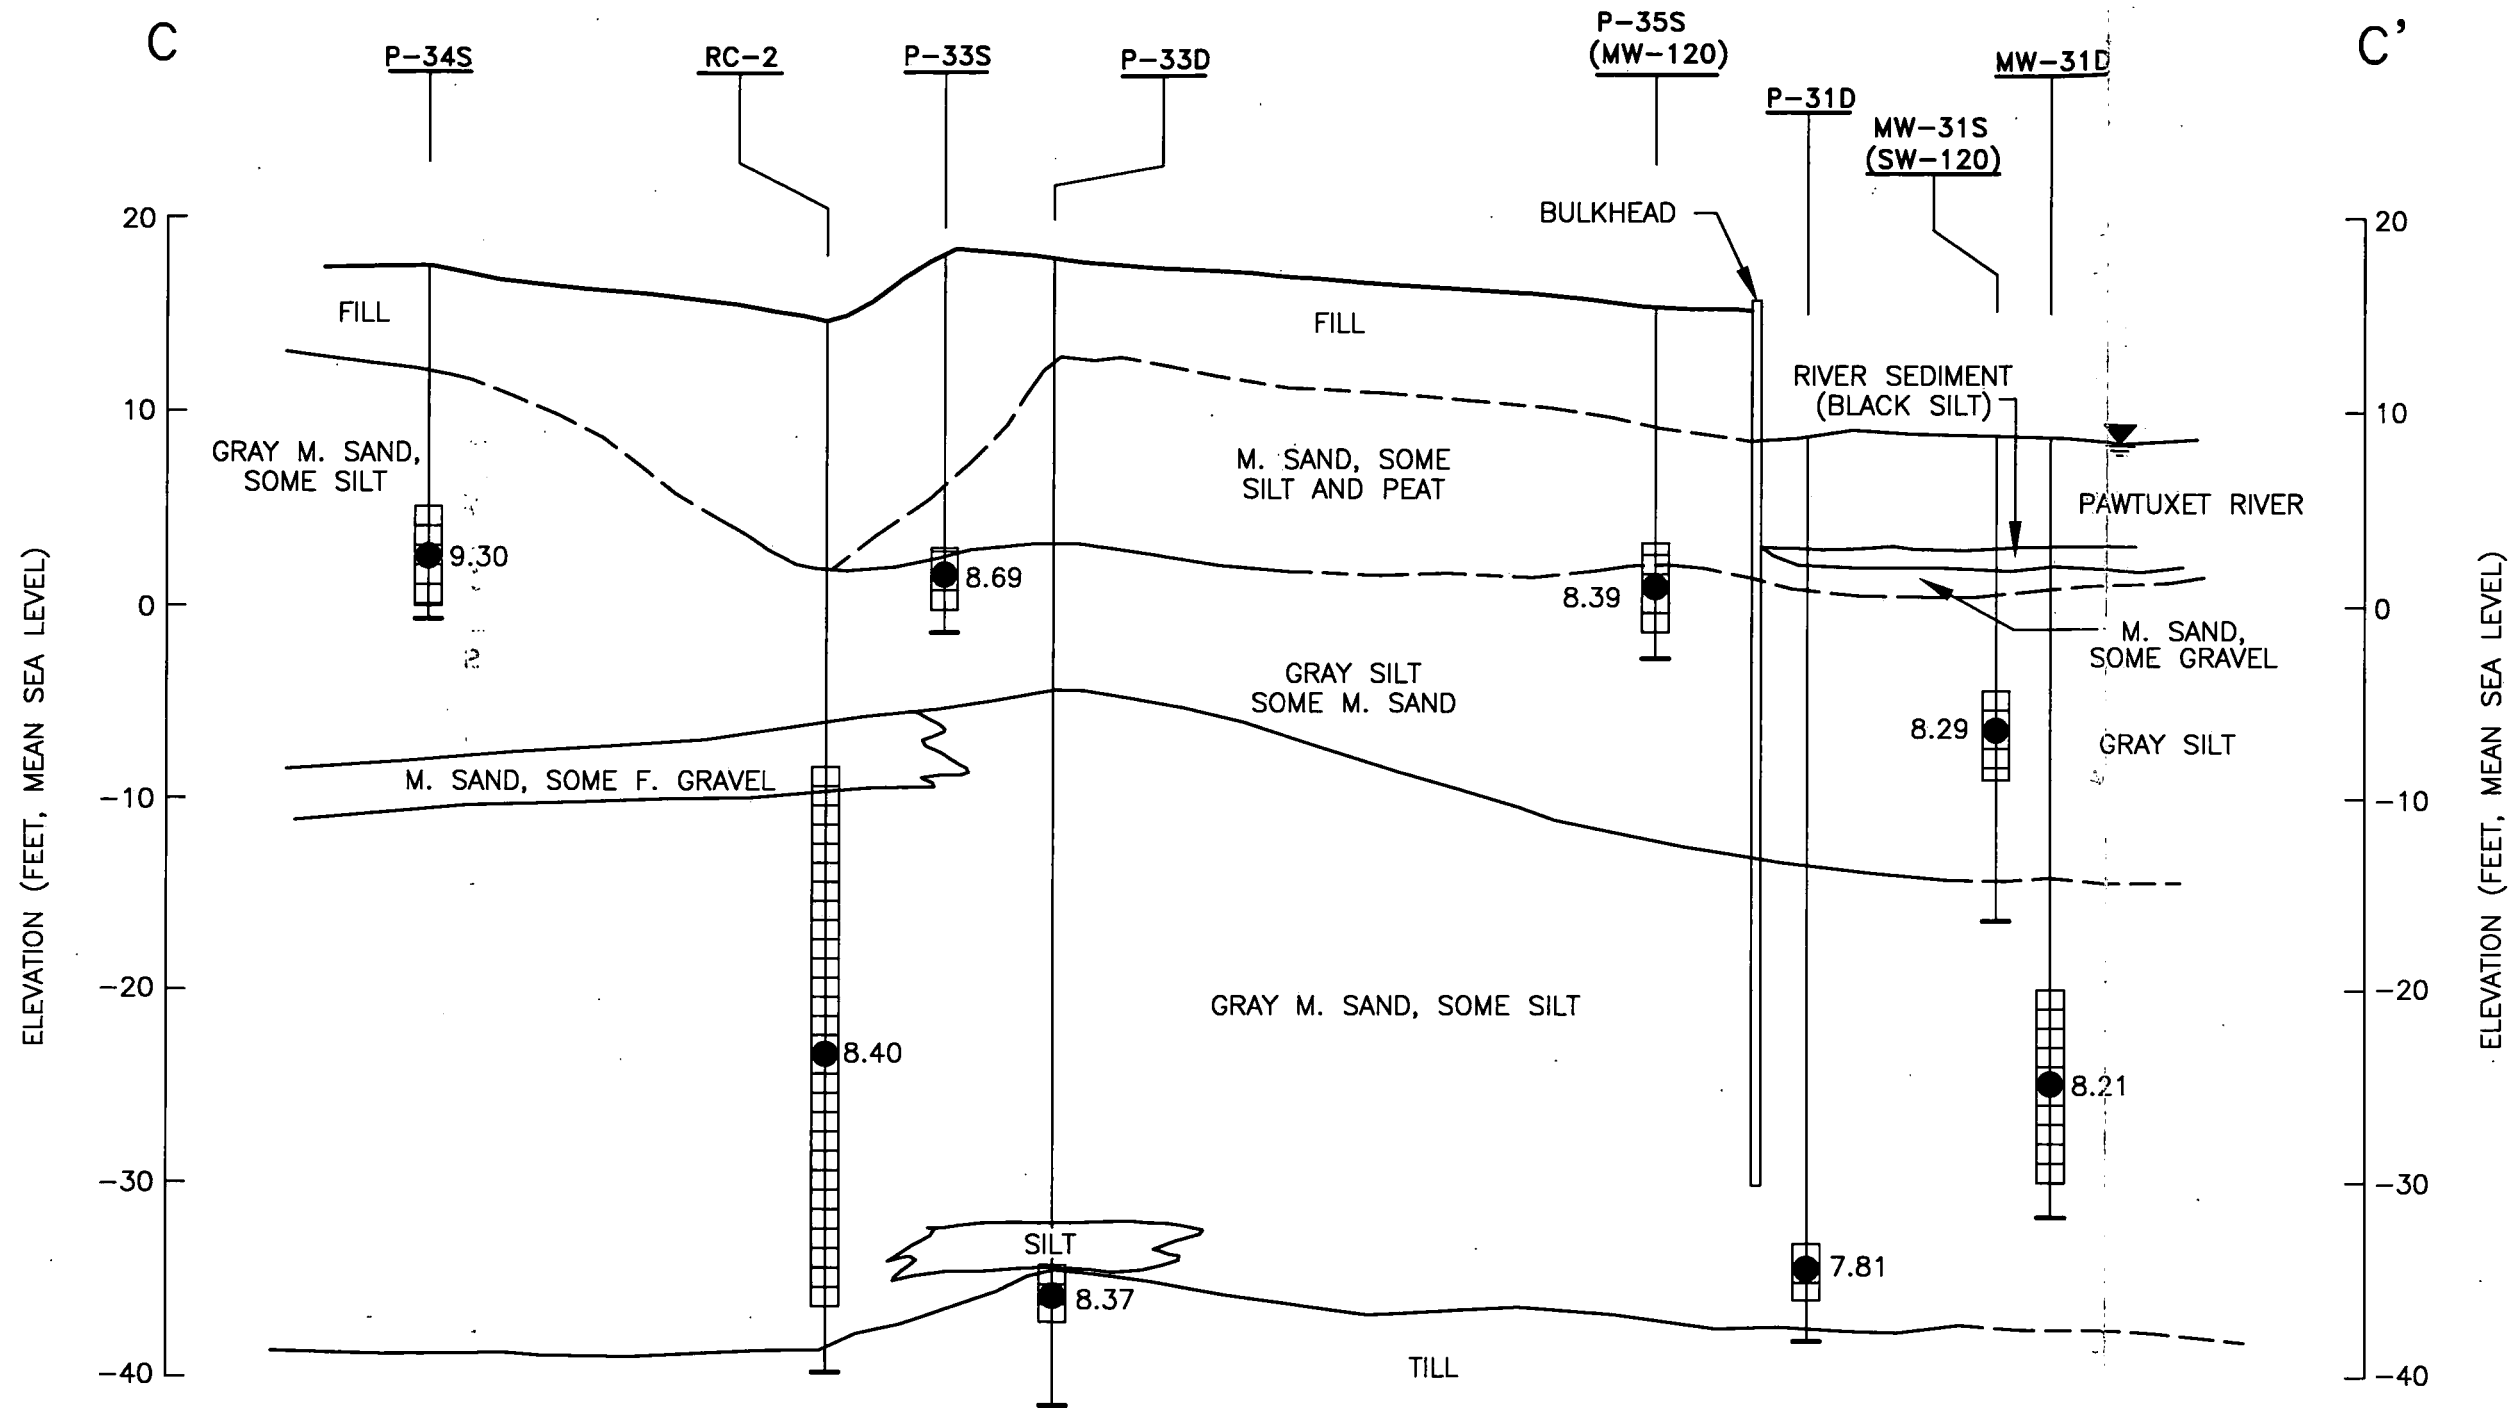 C
C'
P-34S
RC-2
P-33S
P-33D
P-35S
(MW-120)
MW-31D
P-31D
MW-31S
(SW-120)
BULKHEAD
20
10
0
-10
-20
-30
-40
20
10
0
-10
-20
-30
-40
ELEVATION (FEET, MEAN SEA LEVEL)
ELEVATION (FEET, MEAN SEA LEVEL)
FILL
FILL
RIVER SEDIMENT
(BLACK SILT)
GRAY M. SAND,
SOME SILT
M. SAND, SOME
SILT AND PEAT
PAWTUXET RIVER
9.30
8.69
8.39
M. SAND,
SOME GRAVEL
GRAY SILT
SOME M. SAND
8.29
GRAY SILT
M. SAND, SOME F. GRAVEL
GRAY M. SAND, SOME SILT
8.40
8.21
SILT
7.81
8.37
TILL